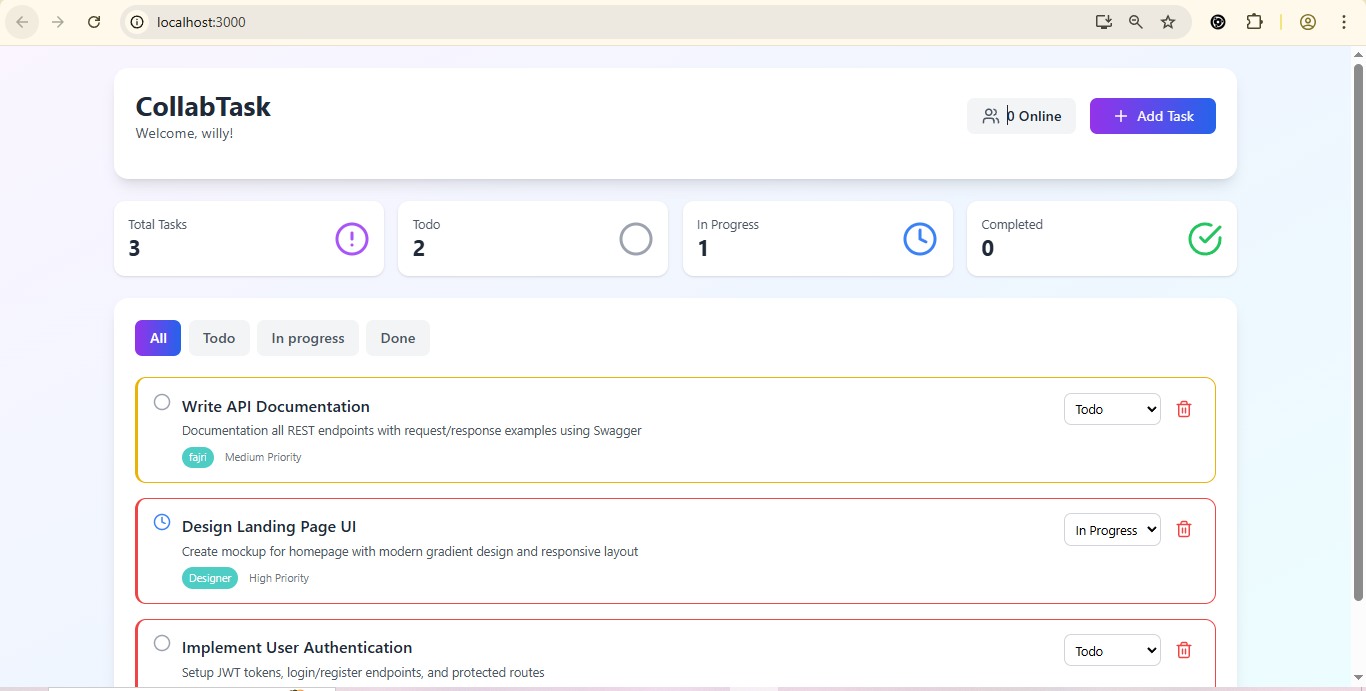 localhost:3000
CollabTask
Welcome, willy!
0 Online
Add Task
Total Tasks
3
Todo
2
In Progress
1
Completed
0
All
Todo
In progress
Done
Write API Documentation
Todo
Documentation all REST endpoints with request/response examples using Swagger
fajri
Medium Priority
Design Landing Page UI
In Progress
Create mockup for homepage with modern gradient design and responsive layout
Designer
High Priority
Implement User Authentication
Todo
Setup JWT tokens, login/register endpoints, and protected routes